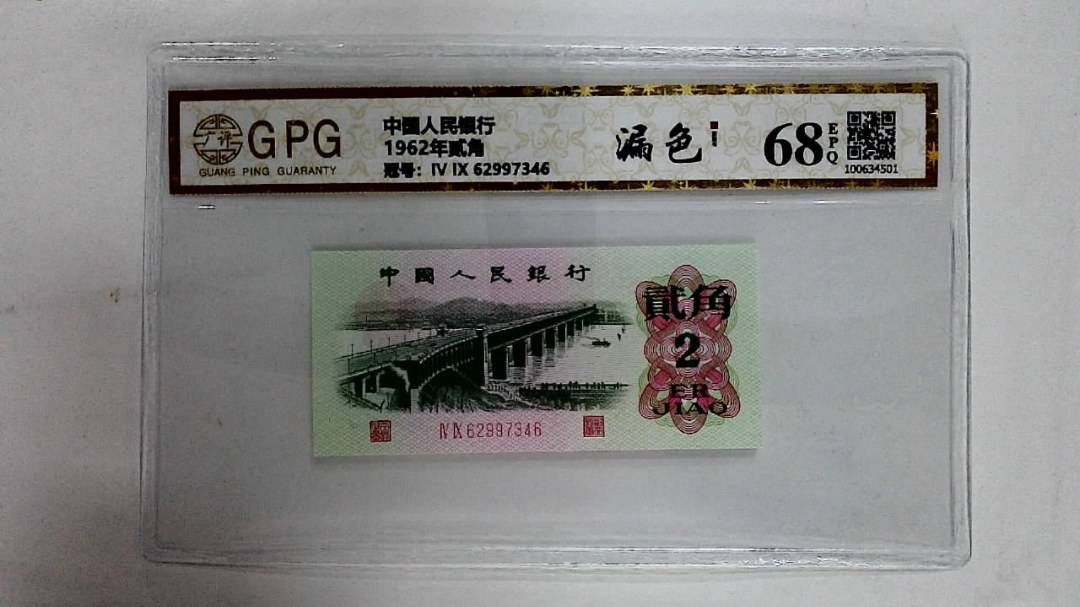 广评
GPG
GUANG PING GUARANTY
中國人民銀行
1962年贰角
冠号：IV IX 62997346
漏色
68
EPQ
100634501
中國人民銀行
貳角
2
ER
JIAO
IV IX 62997346